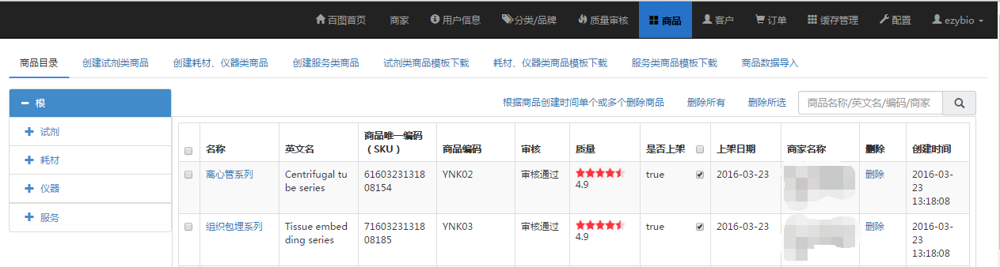 百图首页 商家 用户信息 分类/品牌 质量审核 商品 客户 订单 缓存管理 配置 ezybio
商品目录 创建试剂类商品 创建耗材、仪器类商品 创建服务类商品 试剂类商品模板下载 耗材、仪器类商品模板下载 服务类商品模板下载 商品数据导入
根
试剂
耗材
仪器
服务
根据商品创建时间单个或多个删除商品 删除所有 删除所选 商品名称/英文名/编码/商家
名称 英文名 商品唯一编码（SKU） 商品编码 审核 质量 是否上架 上架日期 商家名称 删除 创建时间
离心管系列 Centrifugal tu 61603231318 YNK02 审核通过 true 2016-03-23 删除 2016-03-
be series 08154 4.9 23
13:18:08
组织包埋系列 Tissue embed 71603231318 YNK03 审核通过 true 2016-03-23 删除 2016-03-
ding series 08185 4.9 23
13:18:08